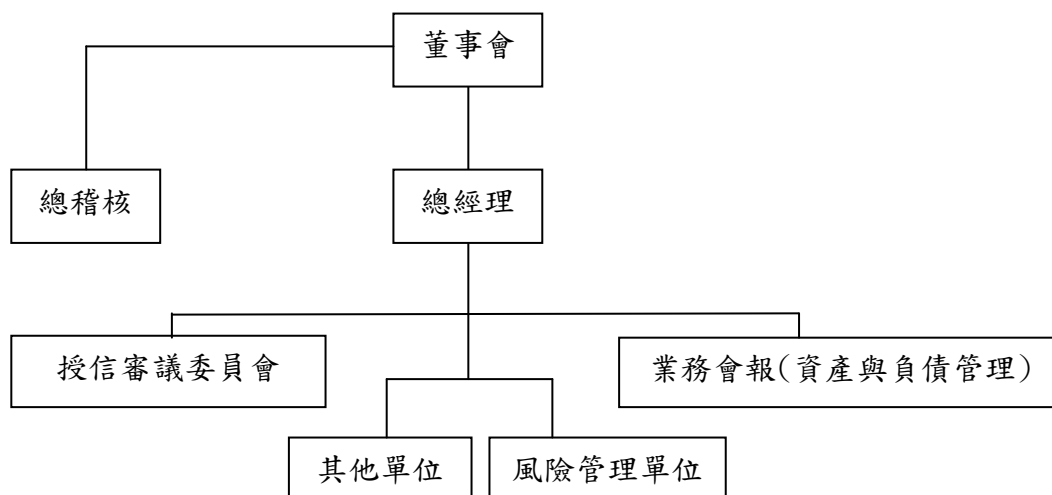 董事會
總稽核
總經理
授信審議委員會
業務會報(資產與負債管理)
其他單位
風險管理單位